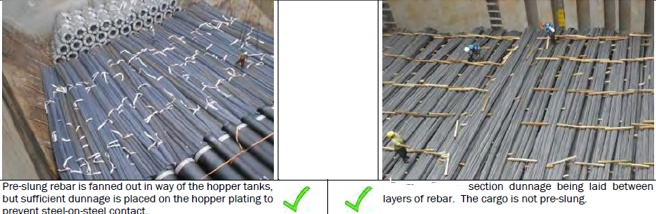 Pre-slung rebar is fanned out in way of the hopper tanks,
but sufficient dunnage is placed on the hopper plating to
prevent steel-on-steel contact.
section dunnage being laid between
layers of rebar. The cargo is not pre-slung.